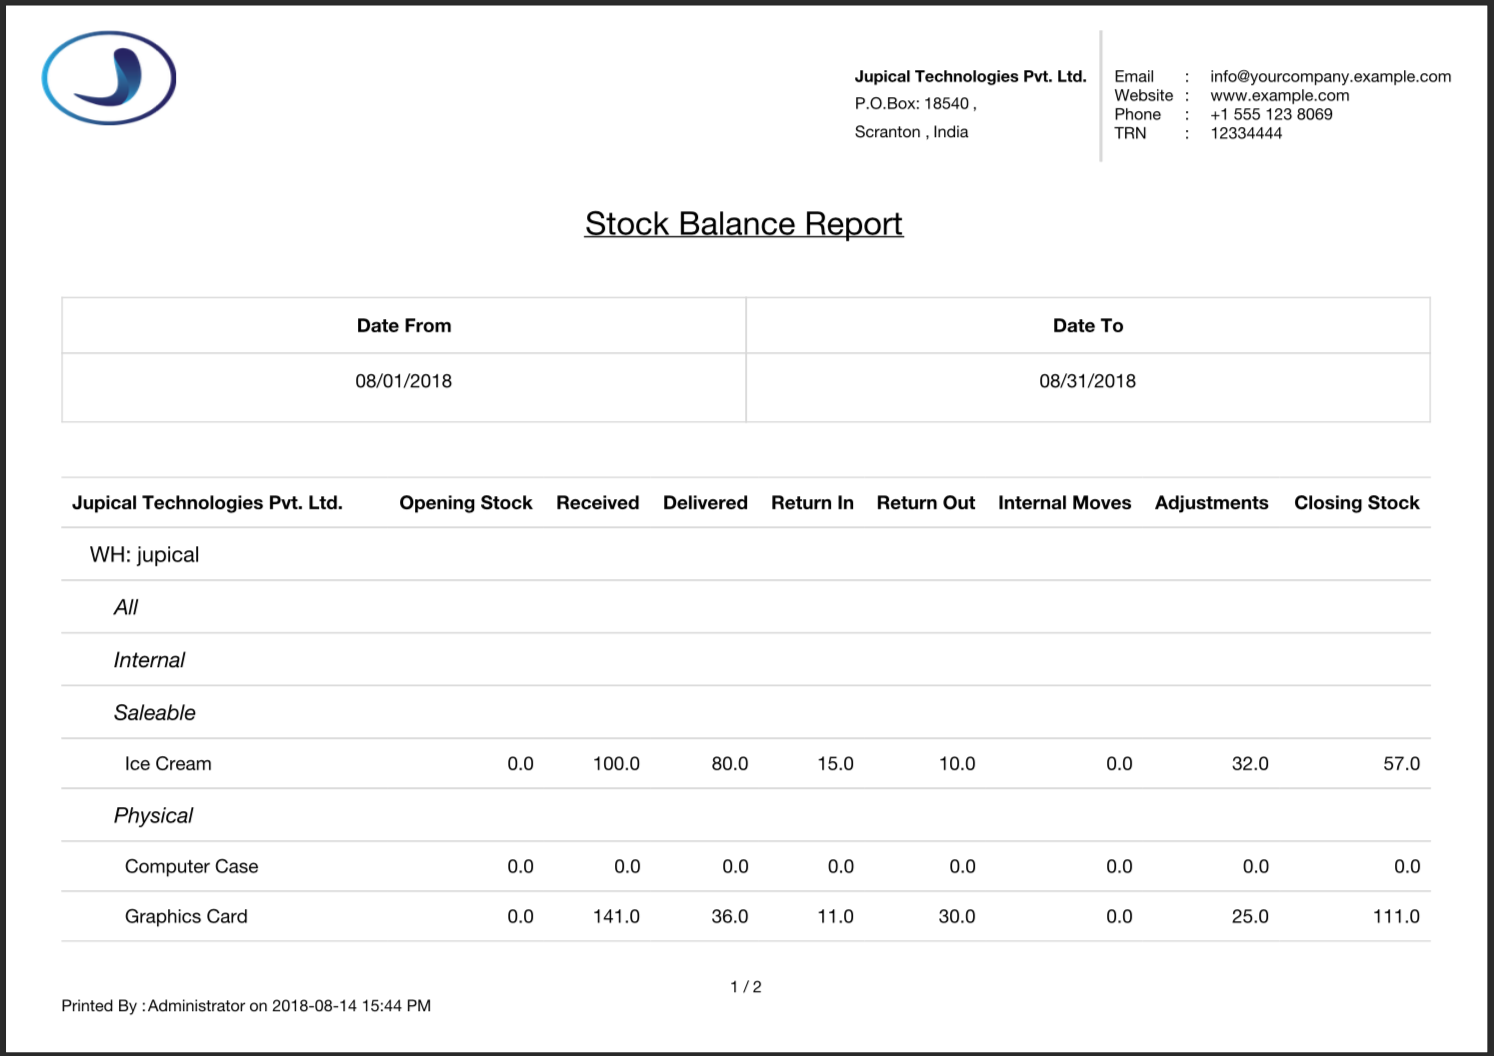 Jupical Technologies Pvt. Ltd.
P.O.Box: 18540 ,
Scranton , India
Email : info@yourcompany.example.com
Website : www.example.com
Phone : +1 555 123 8069
TRN : 12334444
Stock Balance Report
Date From Date To
08/01/2018 08/31/2018
Jupical Technologies Pvt. Ltd. Opening Stock Received Delivered Return In Return Out Internal Moves Adjustments Closing Stock
WH: jupical
All
Internal
Saleable
Ice Cream 0.0 100.0 80.0 15.0 10.0 0.0 32.0 57.0
Physical
Computer Case 0.0 0.0 0.0 0.0 0.0 0.0 0.0 0.0
Graphics Card 0.0 141.0 36.0 11.0 30.0 0.0 25.0 111.0
1 / 2
Printed By : Administrator on 2018-08-14 15:44 PM